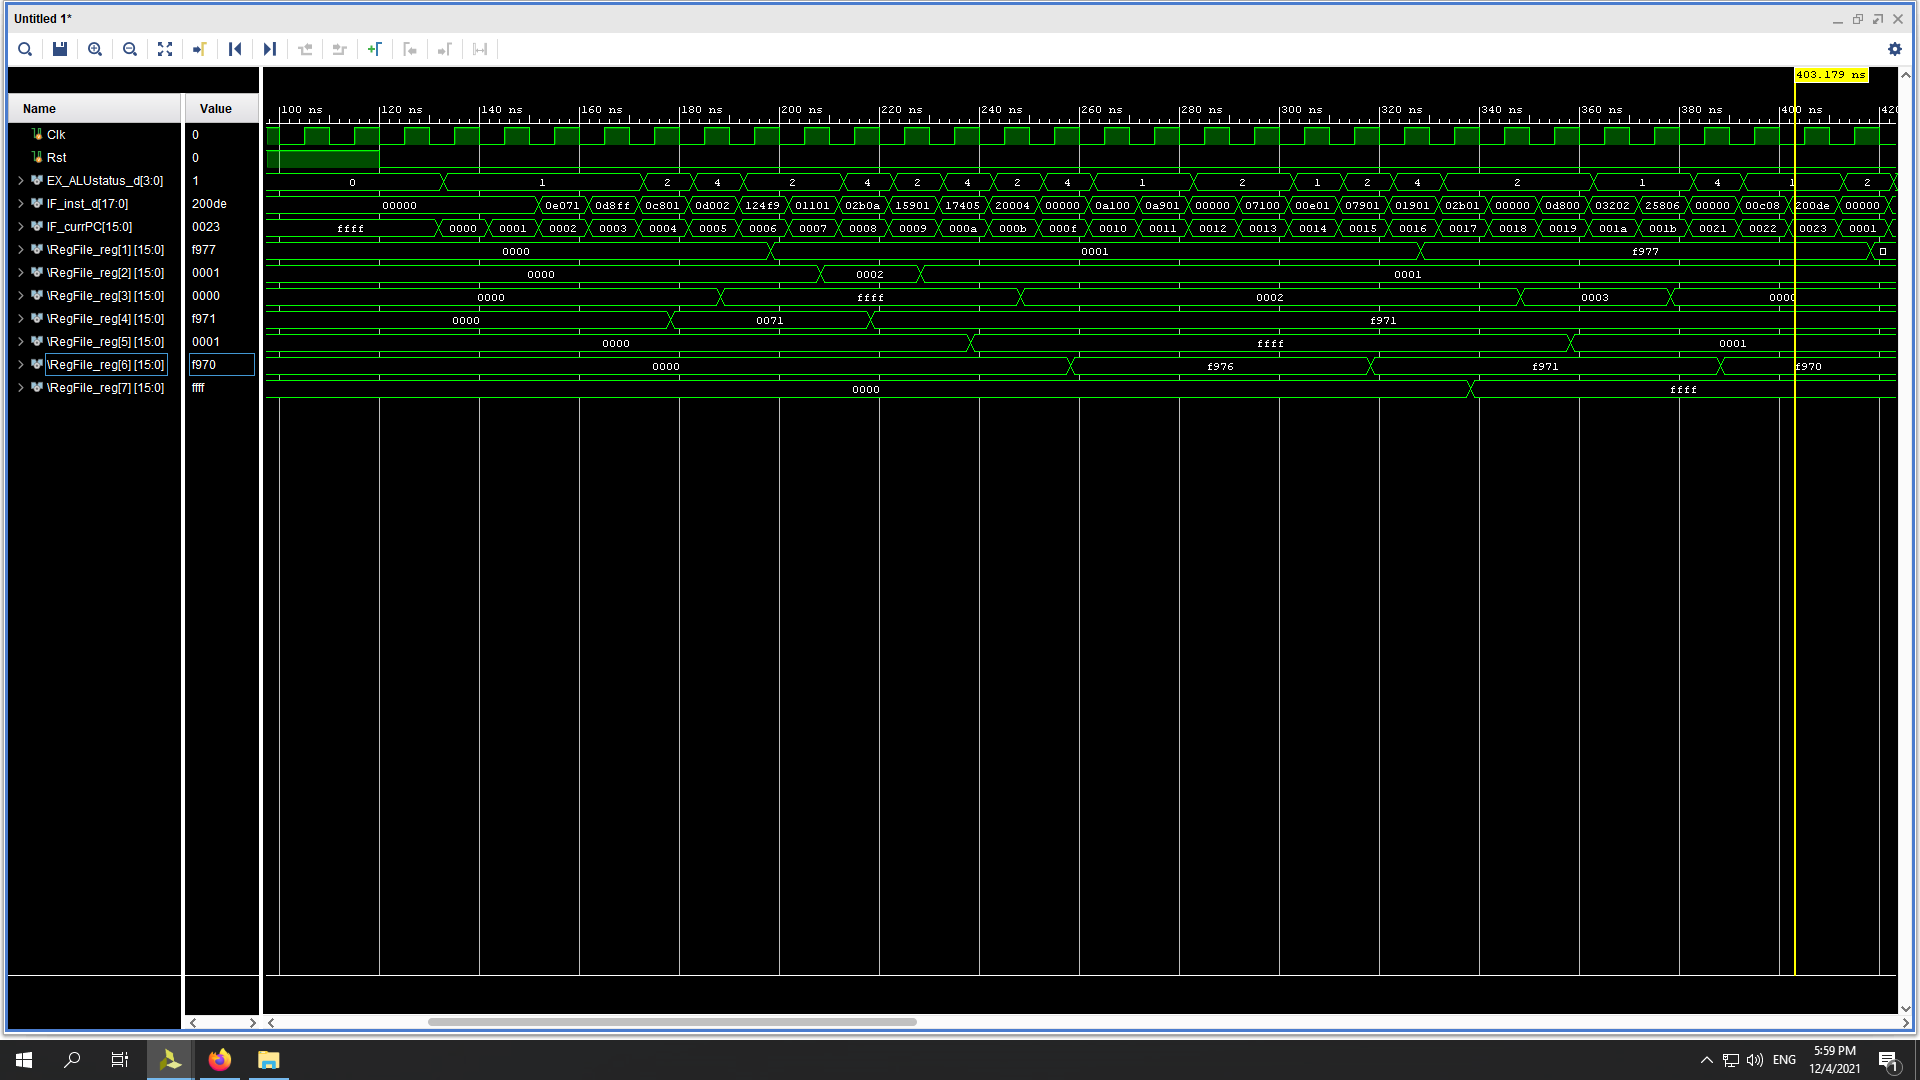 Untitled 1*
403.179 ns
Name Value
100 ns 120 ns 140 ns 160 ns 180 ns 200 ns 220 ns 240 ns 260 ns 280 ns 300 ns 320 ns 340 ns 360 ns 380 ns 400 ns 420
Clk 0
Rst 0
EX_ALUstatus_d[3:0] 1 0 1 2 4 2 4 2 4 2 4 1 2 1 2 4 2 1 4 1 2
IF_inst_d[17:0] 200de 00000 0e071 0d8ff 0c801 0d002 124f9 01101 02b0a 15901 17405 20004 00000 0a100 0a901 00000 07100 00e01 07901 01901 02b01 00000 0d800 03202 25806 00000 00c08 200de 00000
IF_currPC[15:0] 0023 ffff 0000 0001 0002 0003 0004 0005 0006 0007 0008 0009 000a 000b 000f 0010 0011 0012 0013 0014 0015 0016 0017 0018 0019 001a 001b 0021 0022 0023 0001
\RegFile_reg[1] [15:0] f977 0000 0001 f977
\RegFile_reg[2] [15:0] 0001 0000 0002 0001
\RegFile_reg[3] [15:0] 0000 0000 ffff 0002 0003 0000
\RegFile_reg[4] [15:0] f971 0000 0071 f971
\RegFile_reg[5] [15:0] 0001 0000 ffff 0001
\RegFile_reg[6] [15:0] f970 0000 f976 f971 f970
\RegFile_reg[7] [15:0] ffff 0000 ffff
ENG
5:59 PM
12/4/2021
1